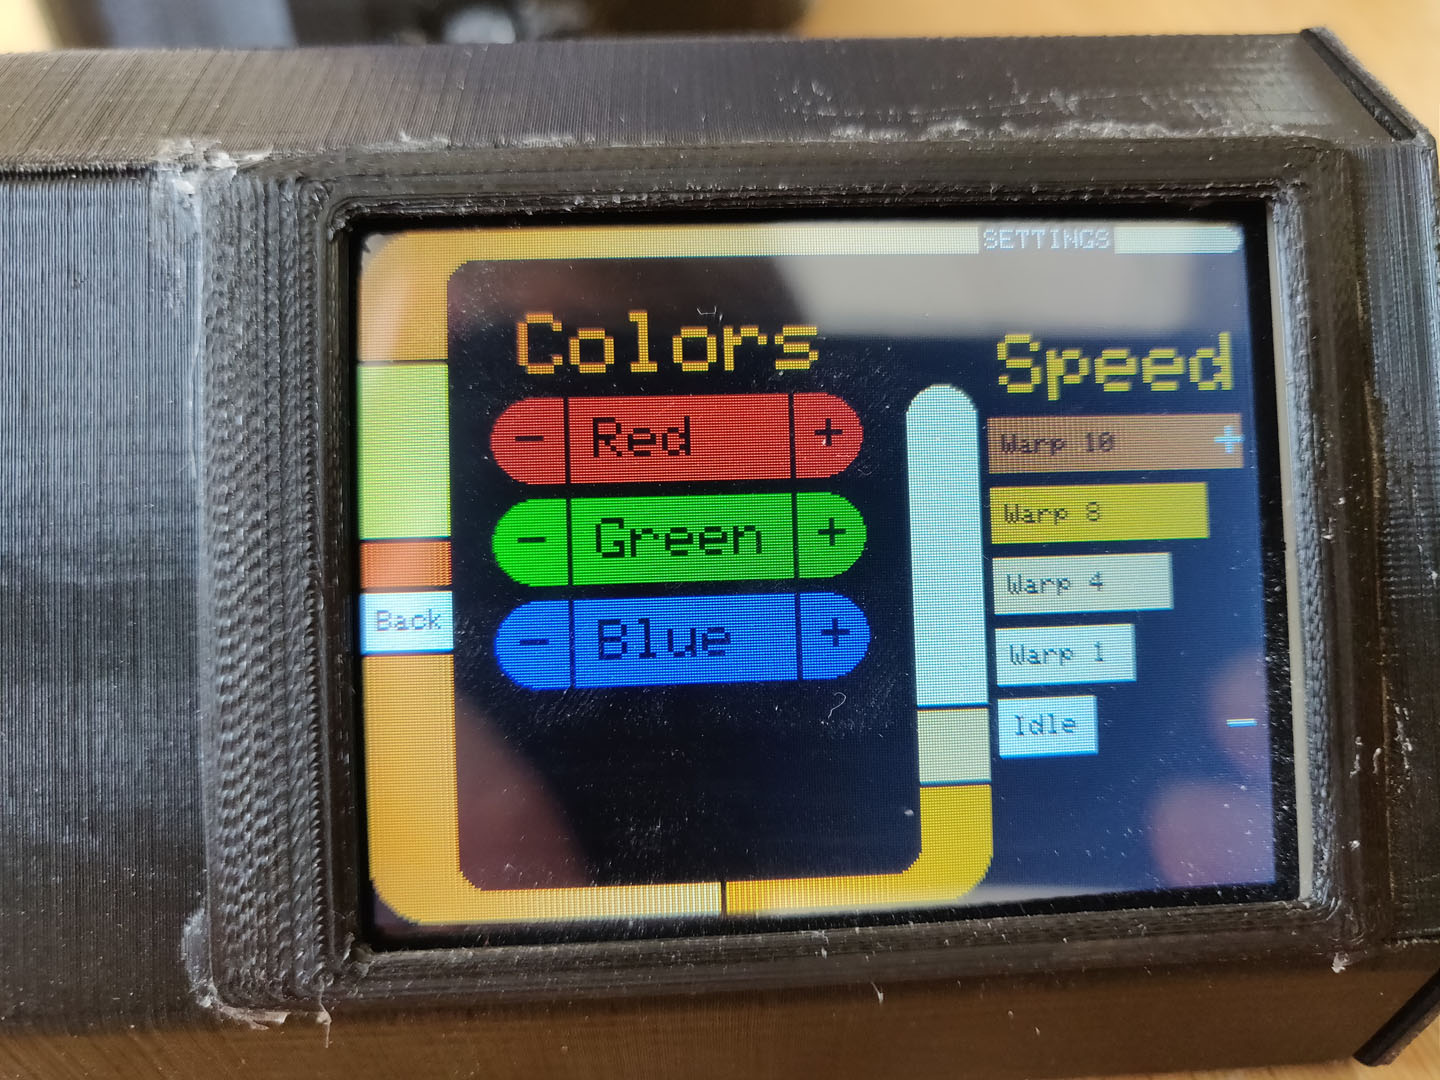 SETTINGS
Colors
- Red +
- Green +
- Blue +
Back
Speed
Warp 10 +
Warp 8
Warp 4
Warp 1
Idle -